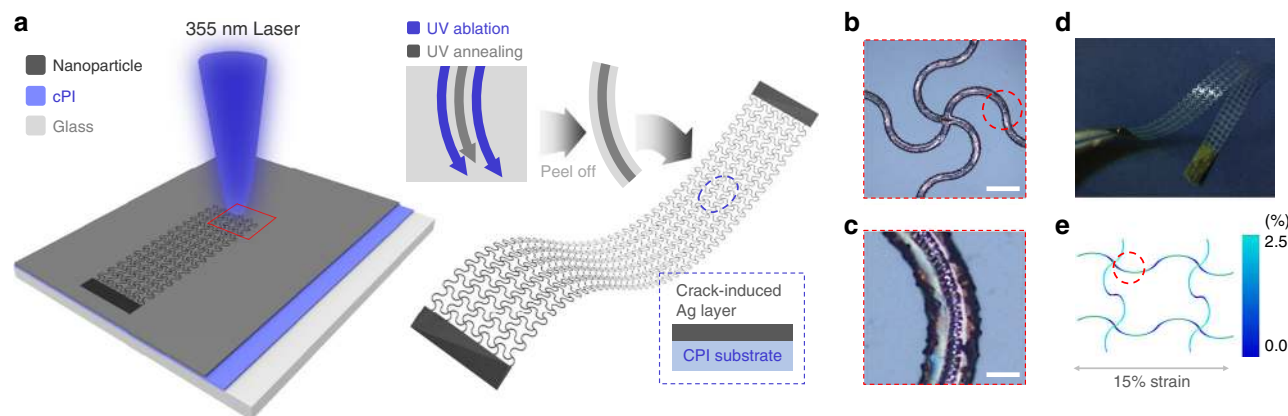 a
355 nm Laser
Nanoparticle
cPI
Glass
UV ablation
UV annealing
Peel off
Crack-induced
Ag layer
CPI substrate
b
c
d
e
(%)
2.5
0.0
15% strain